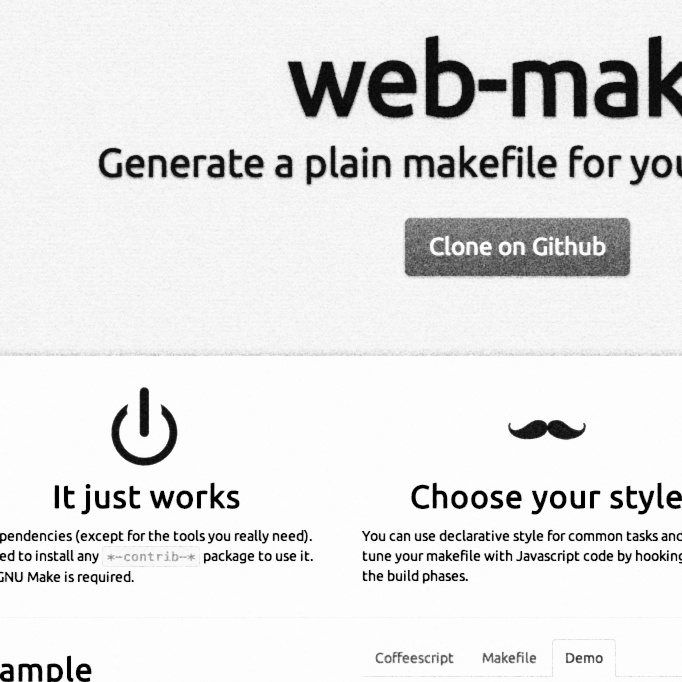 web-mak
Generate a plain makefile for you
Clone on Github
It just works
Choose your style
pendencies (except for the tools you really need).
ed to install any *-contrib-* package to use it.
GNU Make is required.
You can use declarative style for common tasks and
tune your makefile with Javascript code by hooking
the build phases.
ample
Coffeescript Makefile Demo